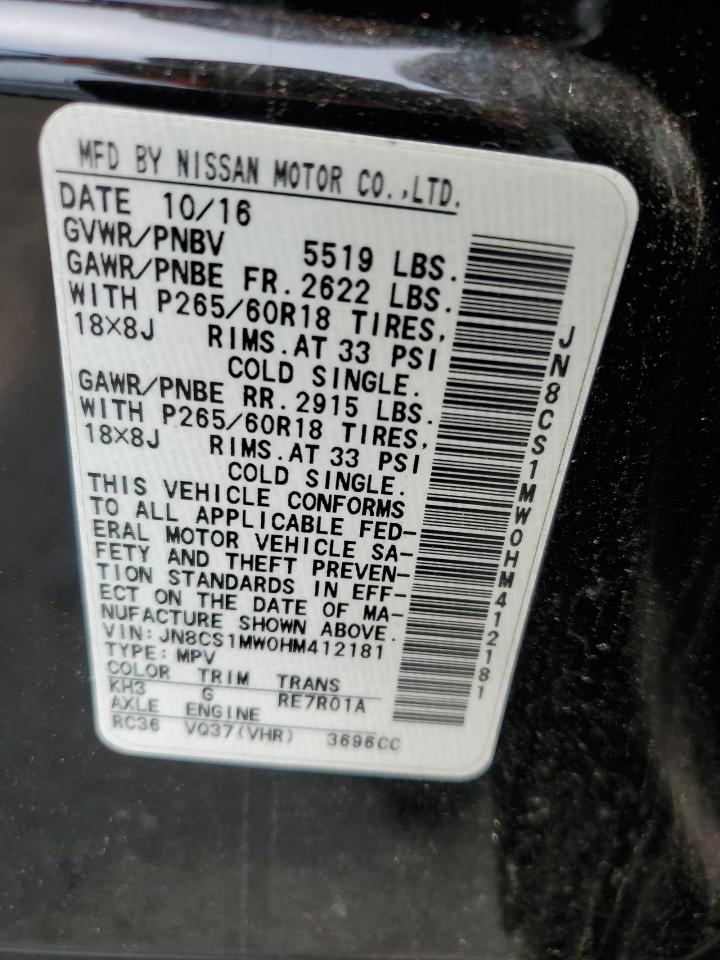 MFD BY NISSAN MOTOR CO.,LTD.
DATE 10/16
GVWR/PNBV 5519 LBS.
GAWR/PNBE FR. 2622 LBS.
WITH P265/60R18 TIRES,
18X8J RIMS. AT 33 PSI
COLD SINGLE.
GAWR/PNBE RR. 2915 LBS.
WITH P265/60R18 TIRES,
18X8J RIMS. AT 33 PSI
COLD SINGLE.
THIS VEHICLE CONFORMS
TO ALL APPLICABLE FED-
ERAL MOTOR VEHICLE SA-
FETY AND THEFT PREVEN-
TION STANDARDS IN EFF-
ECT ON THE DATE OF MA-
NUFACTURE SHOWN ABOVE.
VIN: JN8CS1MW0HM412181
TYPE: MPV
COLOR TRIM TRANS
KH3 G RE7R01A
AXLE ENGINE
RC36 VQ37(VHR) 3696CC
JN8CS1MW0HM412181